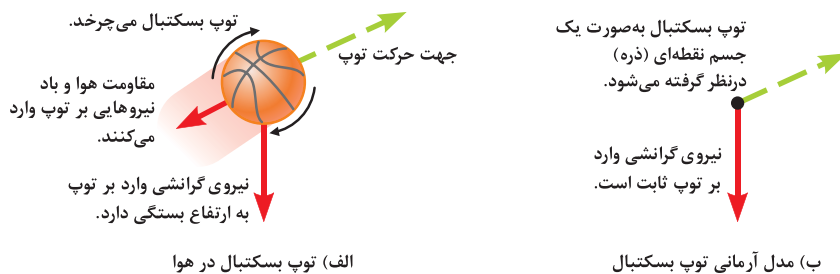 توپ بسکتبال به‌صورت یک
جسم نقطه‌ای (ذره)
درنظر گرفته می‌شود.
نیروی گرانشی وارد
بر توپ ثابت است.
ب) مدل آرمانی توپ بسکتبال
توپ بسکتبال می‌چرخد.
جهت حرکت توپ
مقاومت هوا و باد
نیروهایی بر توپ وارد
می‌کنند.
نیروی گرانشی وارد بر توپ
به ارتفاع بستگی دارد.
الف) توپ بسکتبال در هوا